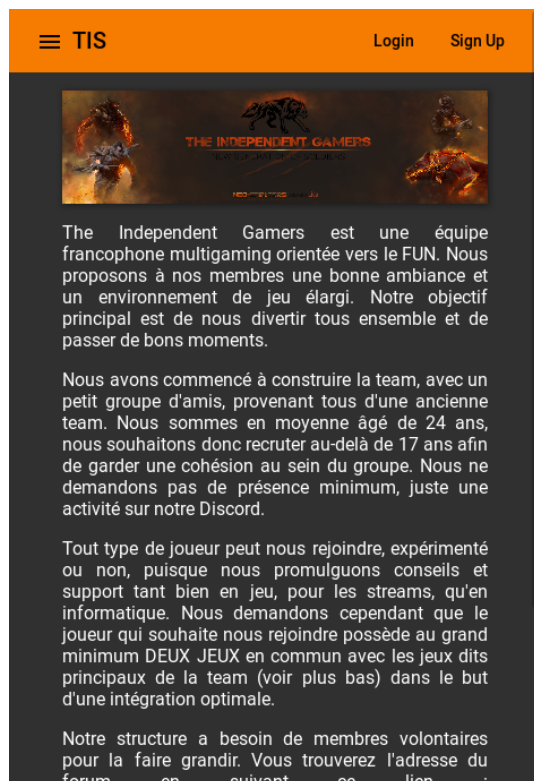 TIS
Login
Sign Up
THE INDEPENDENT GAMERS
The Independent Gamers est une équipe
francophone multigaming orientée vers le FUN. Nous
proposons à nos membres une bonne ambiance et
un environnement de jeu élargi. Notre objectif
principal est de nous divertir tous ensemble et de
passer de bons moments.
Nous avons commencé à construire la team, avec un
petit groupe d'amis, provenant tous d'une ancienne
team. Nous sommes en moyenne âgé de 24 ans,
nous souhaitons donc recruter au-delà de 17 ans afin
de garder une cohésion au sein du groupe. Nous ne
demandons pas de présence minimum, juste une
activité sur notre Discord.
Tout type de joueur peut nous rejoindre, expérimenté
ou non, puisque nous promulguons conseils et
support tant bien en jeu, pour les streams, qu'en
informatique. Nous demandons cependant que le
joueur qui souhaite nous rejoindre possède au grand
minimum DEUX JEUX en commun avec les jeux dits
principaux de la team (voir plus bas) dans le but
d'une intégration optimale.
Notre structure a besoin de membres volontaires
pour la faire grandir. Vous trouverez l'adresse du
forum en suivant ce lien :